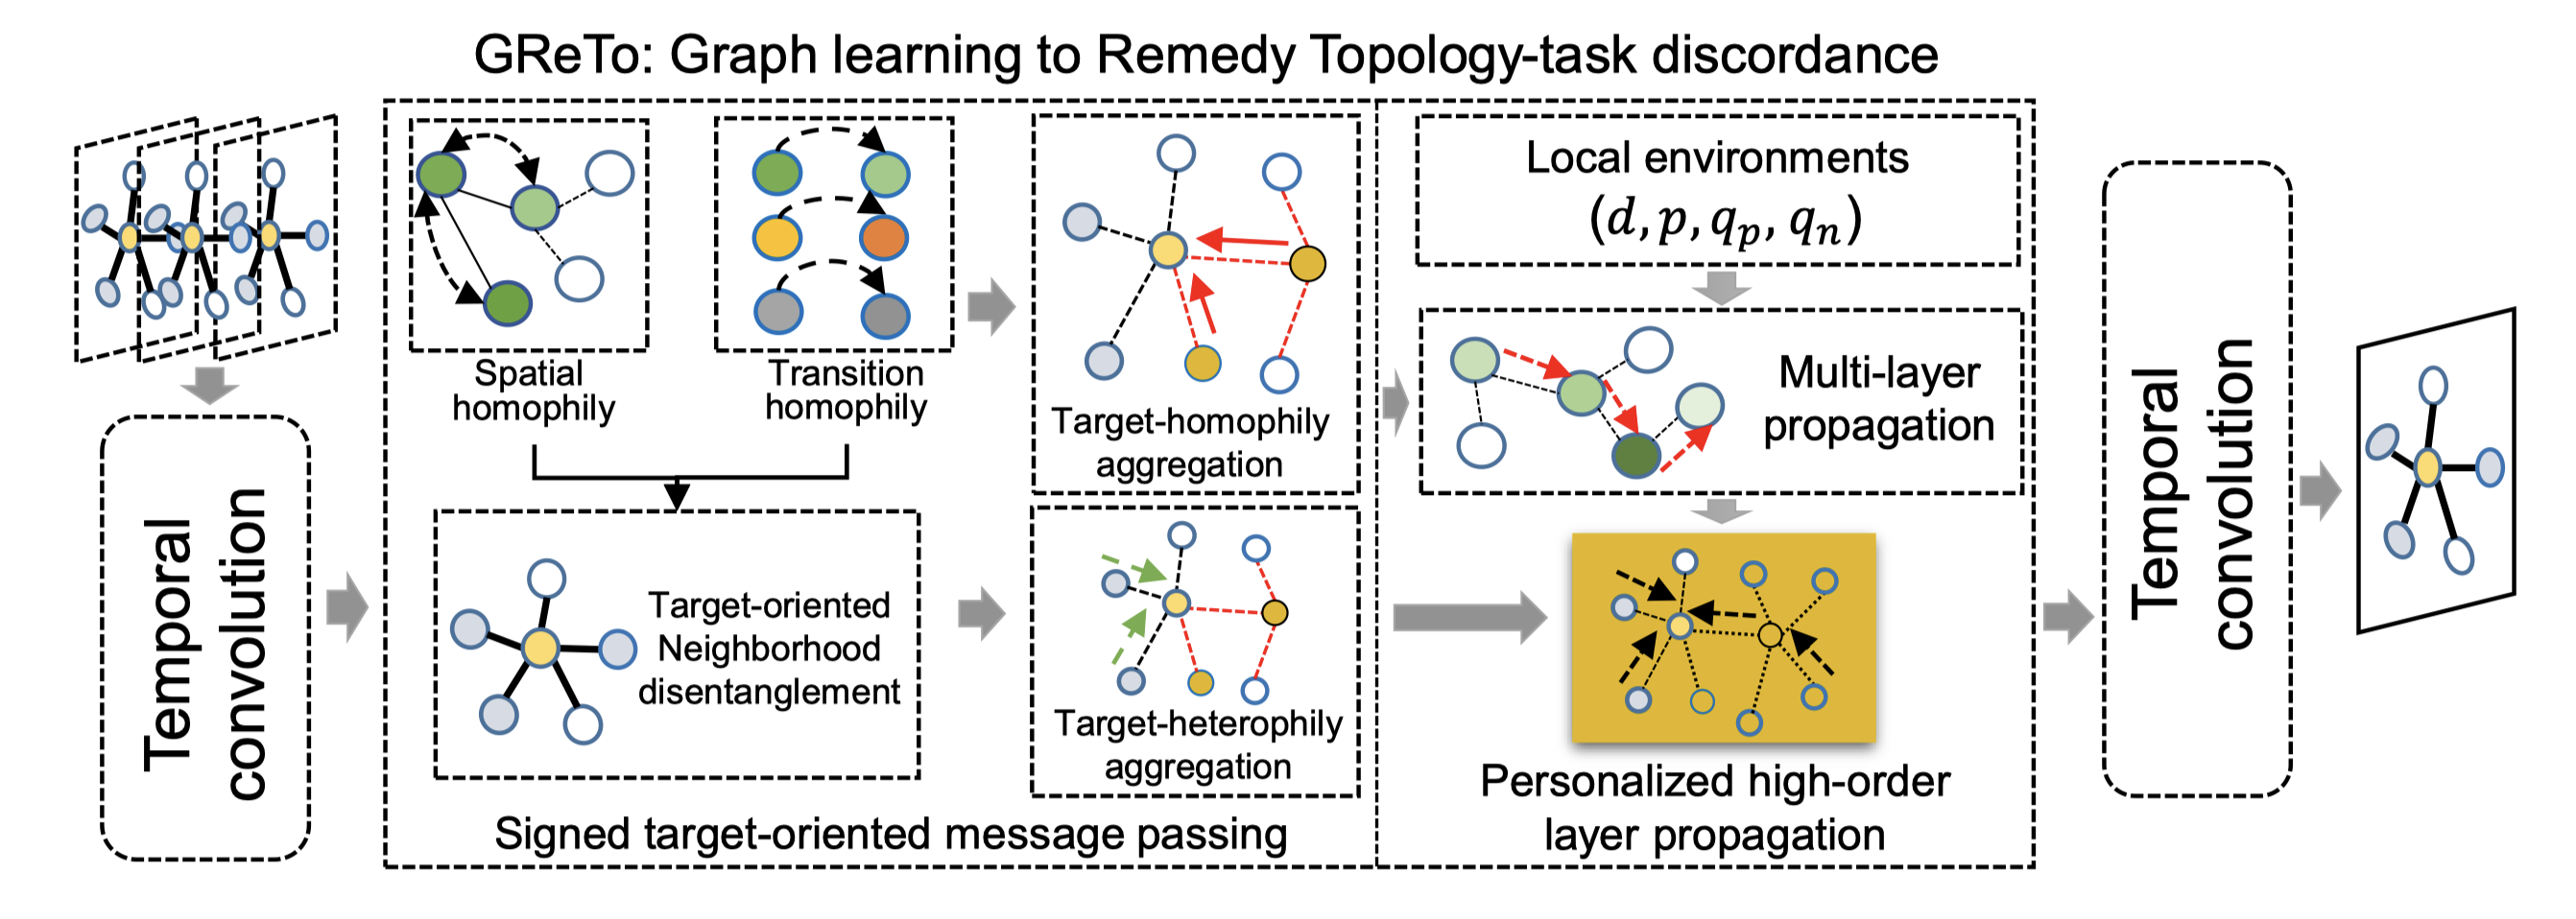 GReTo: Graph learning to Remedy Topology-task discordance
Temporal
convolution
Spatial
homophily
Transition
homophily
Target-oriented
Neighborhood
disentanglement
Target-homophily
aggregation
Target-heterophily
aggregation
Signed target-oriented message passing
Local environments
(d, p, q_p, q_n)
Multi-layer
propagation
Personalized high-order
layer propagation
Temporal
convolution